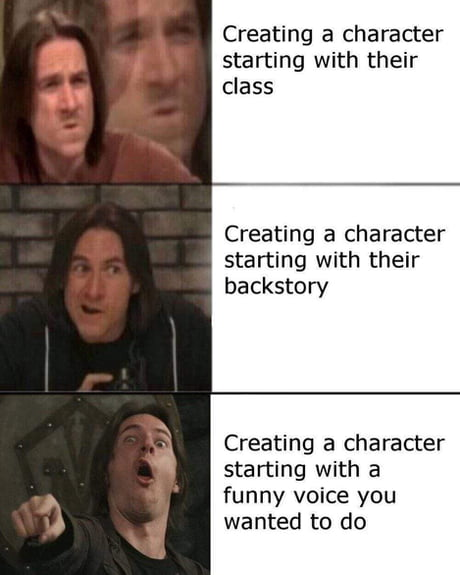 Creating a character
starting with their
class
Creating a character
starting with their
backstory
Creating a character
starting with a
funny voice you
wanted to do